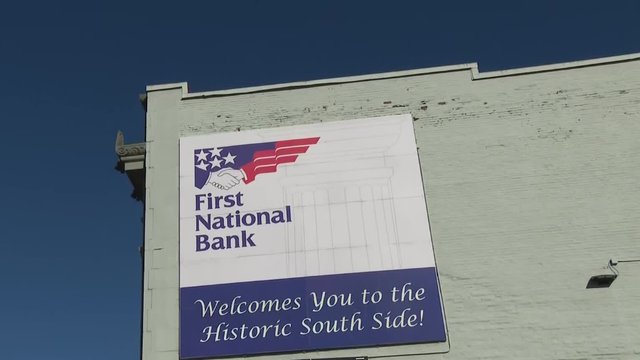 First
National
Bank
Welcomes You to the
Historic South Side!